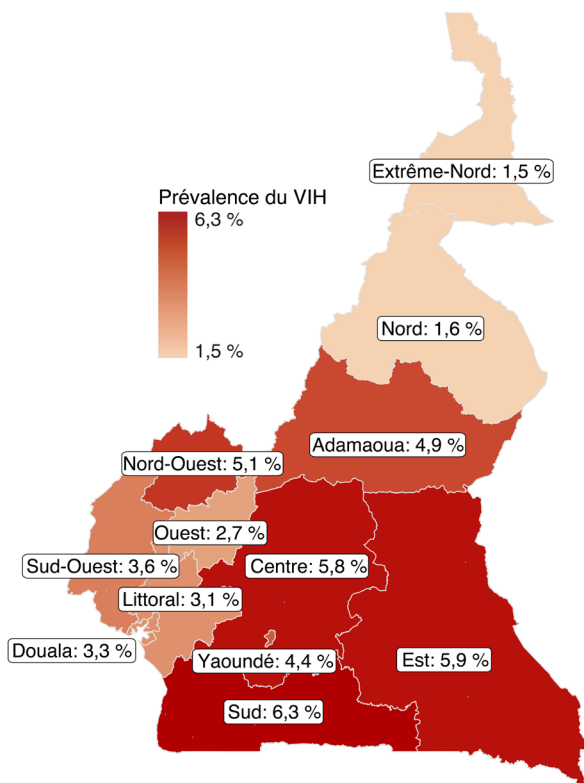 Extrême-Nord: 1,5 %
Prévalence du VIH
6,3 %
1,5 %
Nord: 1,6 %
Adamaoua: 4,9 %
Nord-Ouest: 5,1 %
Ouest: 2,7 %
Sud-Ouest: 3,6 %
Centre: 5,8 %
Littoral: 3,1 %
Douala: 3,3 %
Yaoundé: 4,4 %
Est: 5,9 %
Sud: 6,3 %